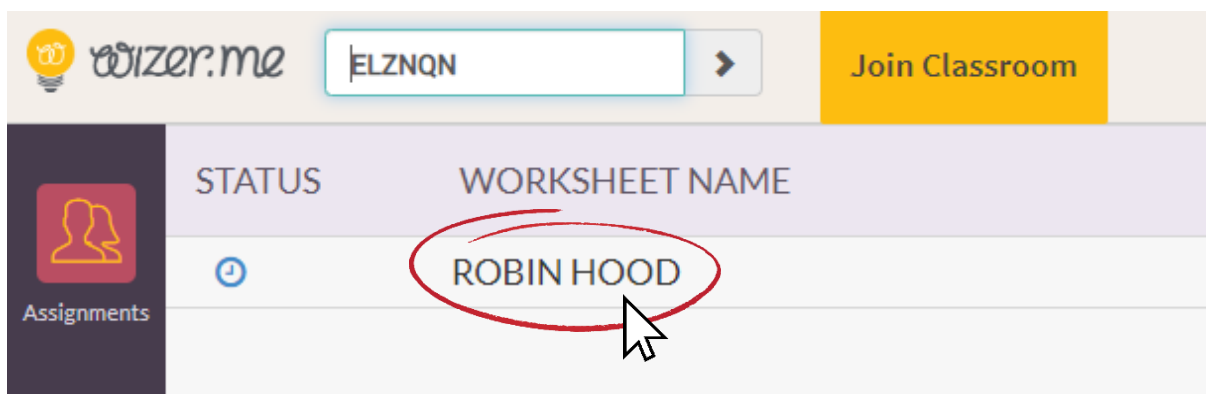 wizer.me ELZNQN Join Classroom
STATUS WORKSHEET NAME
ROBIN HOOD
Assignments